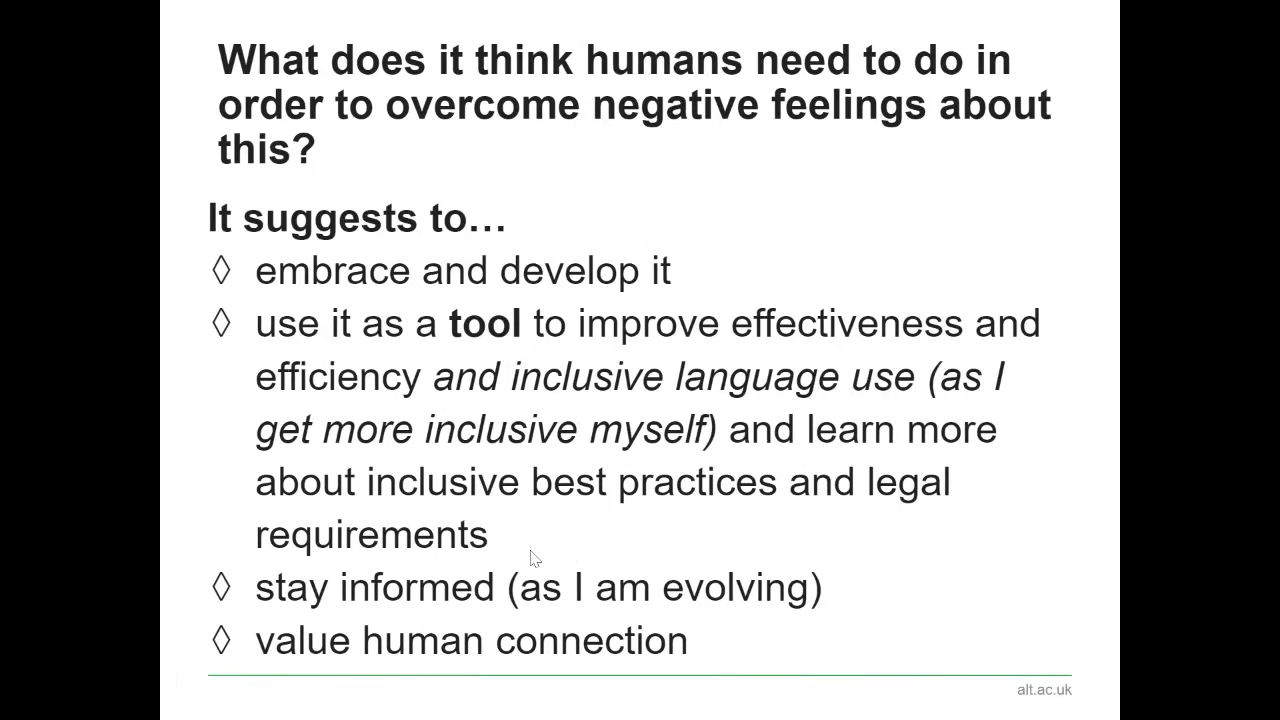 What does it think humans need to do in
order to overcome negative feelings about
this?
It suggests to…
◊ embrace and develop it
◊ use it as a tool to improve effectiveness and
efficiency and inclusive language use (as I
get more inclusive myself) and learn more
about inclusive best practices and legal
requirements
◊ stay informed (as I am evolving)
◊ value human connection
alt.ac.uk